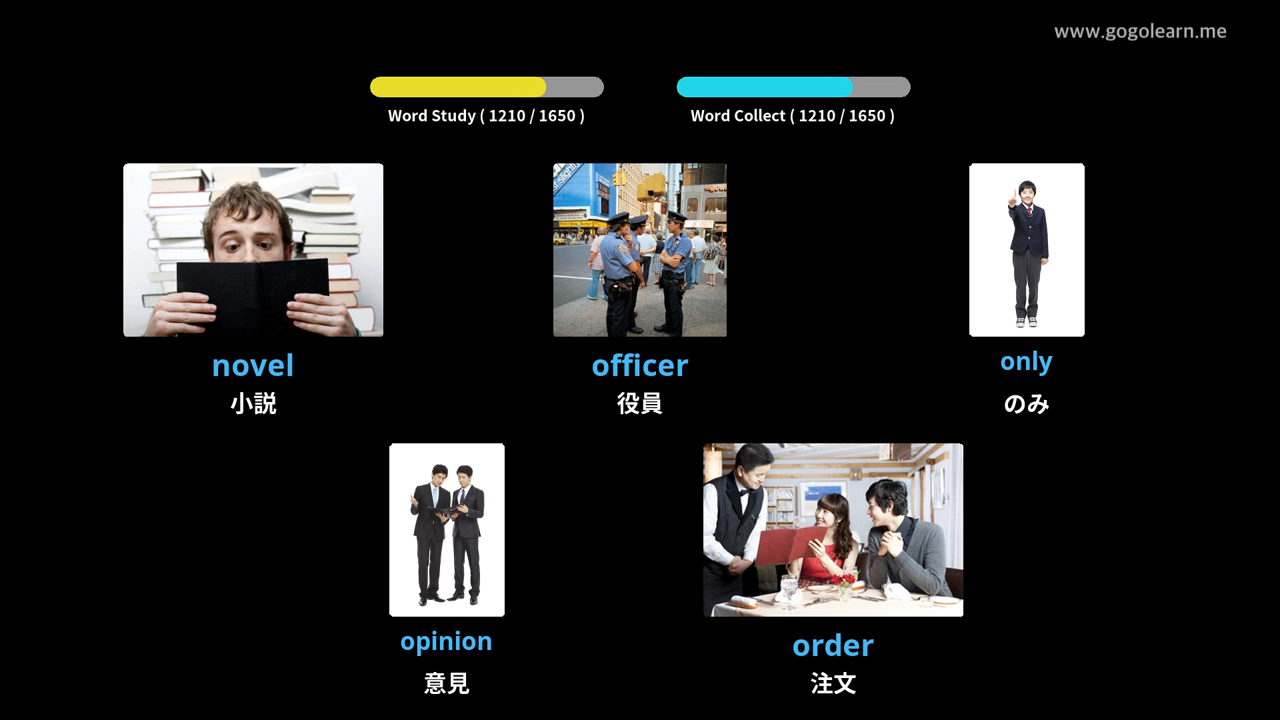 www.gogolearn.me
Word Study ( 1210 / 1650 )
Word Collect ( 1210 / 1650 )
novel
小説
officer
役員
only
のみ
opinion
意見
order
注文